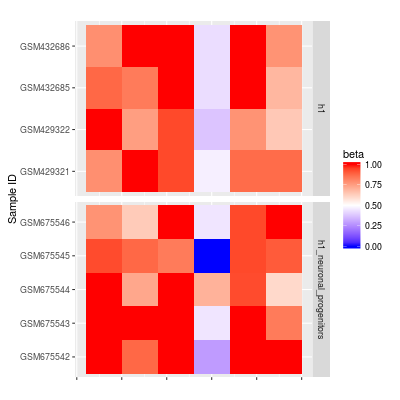 GSM432686
GSM432685
GSM429322
GSM429321
h1
GSM675546
GSM675545
GSM675544
GSM675543
GSM675542
h1_neuronal_progenitors
Sample ID
beta
1.00
0.75
0.50
0.25
0.00